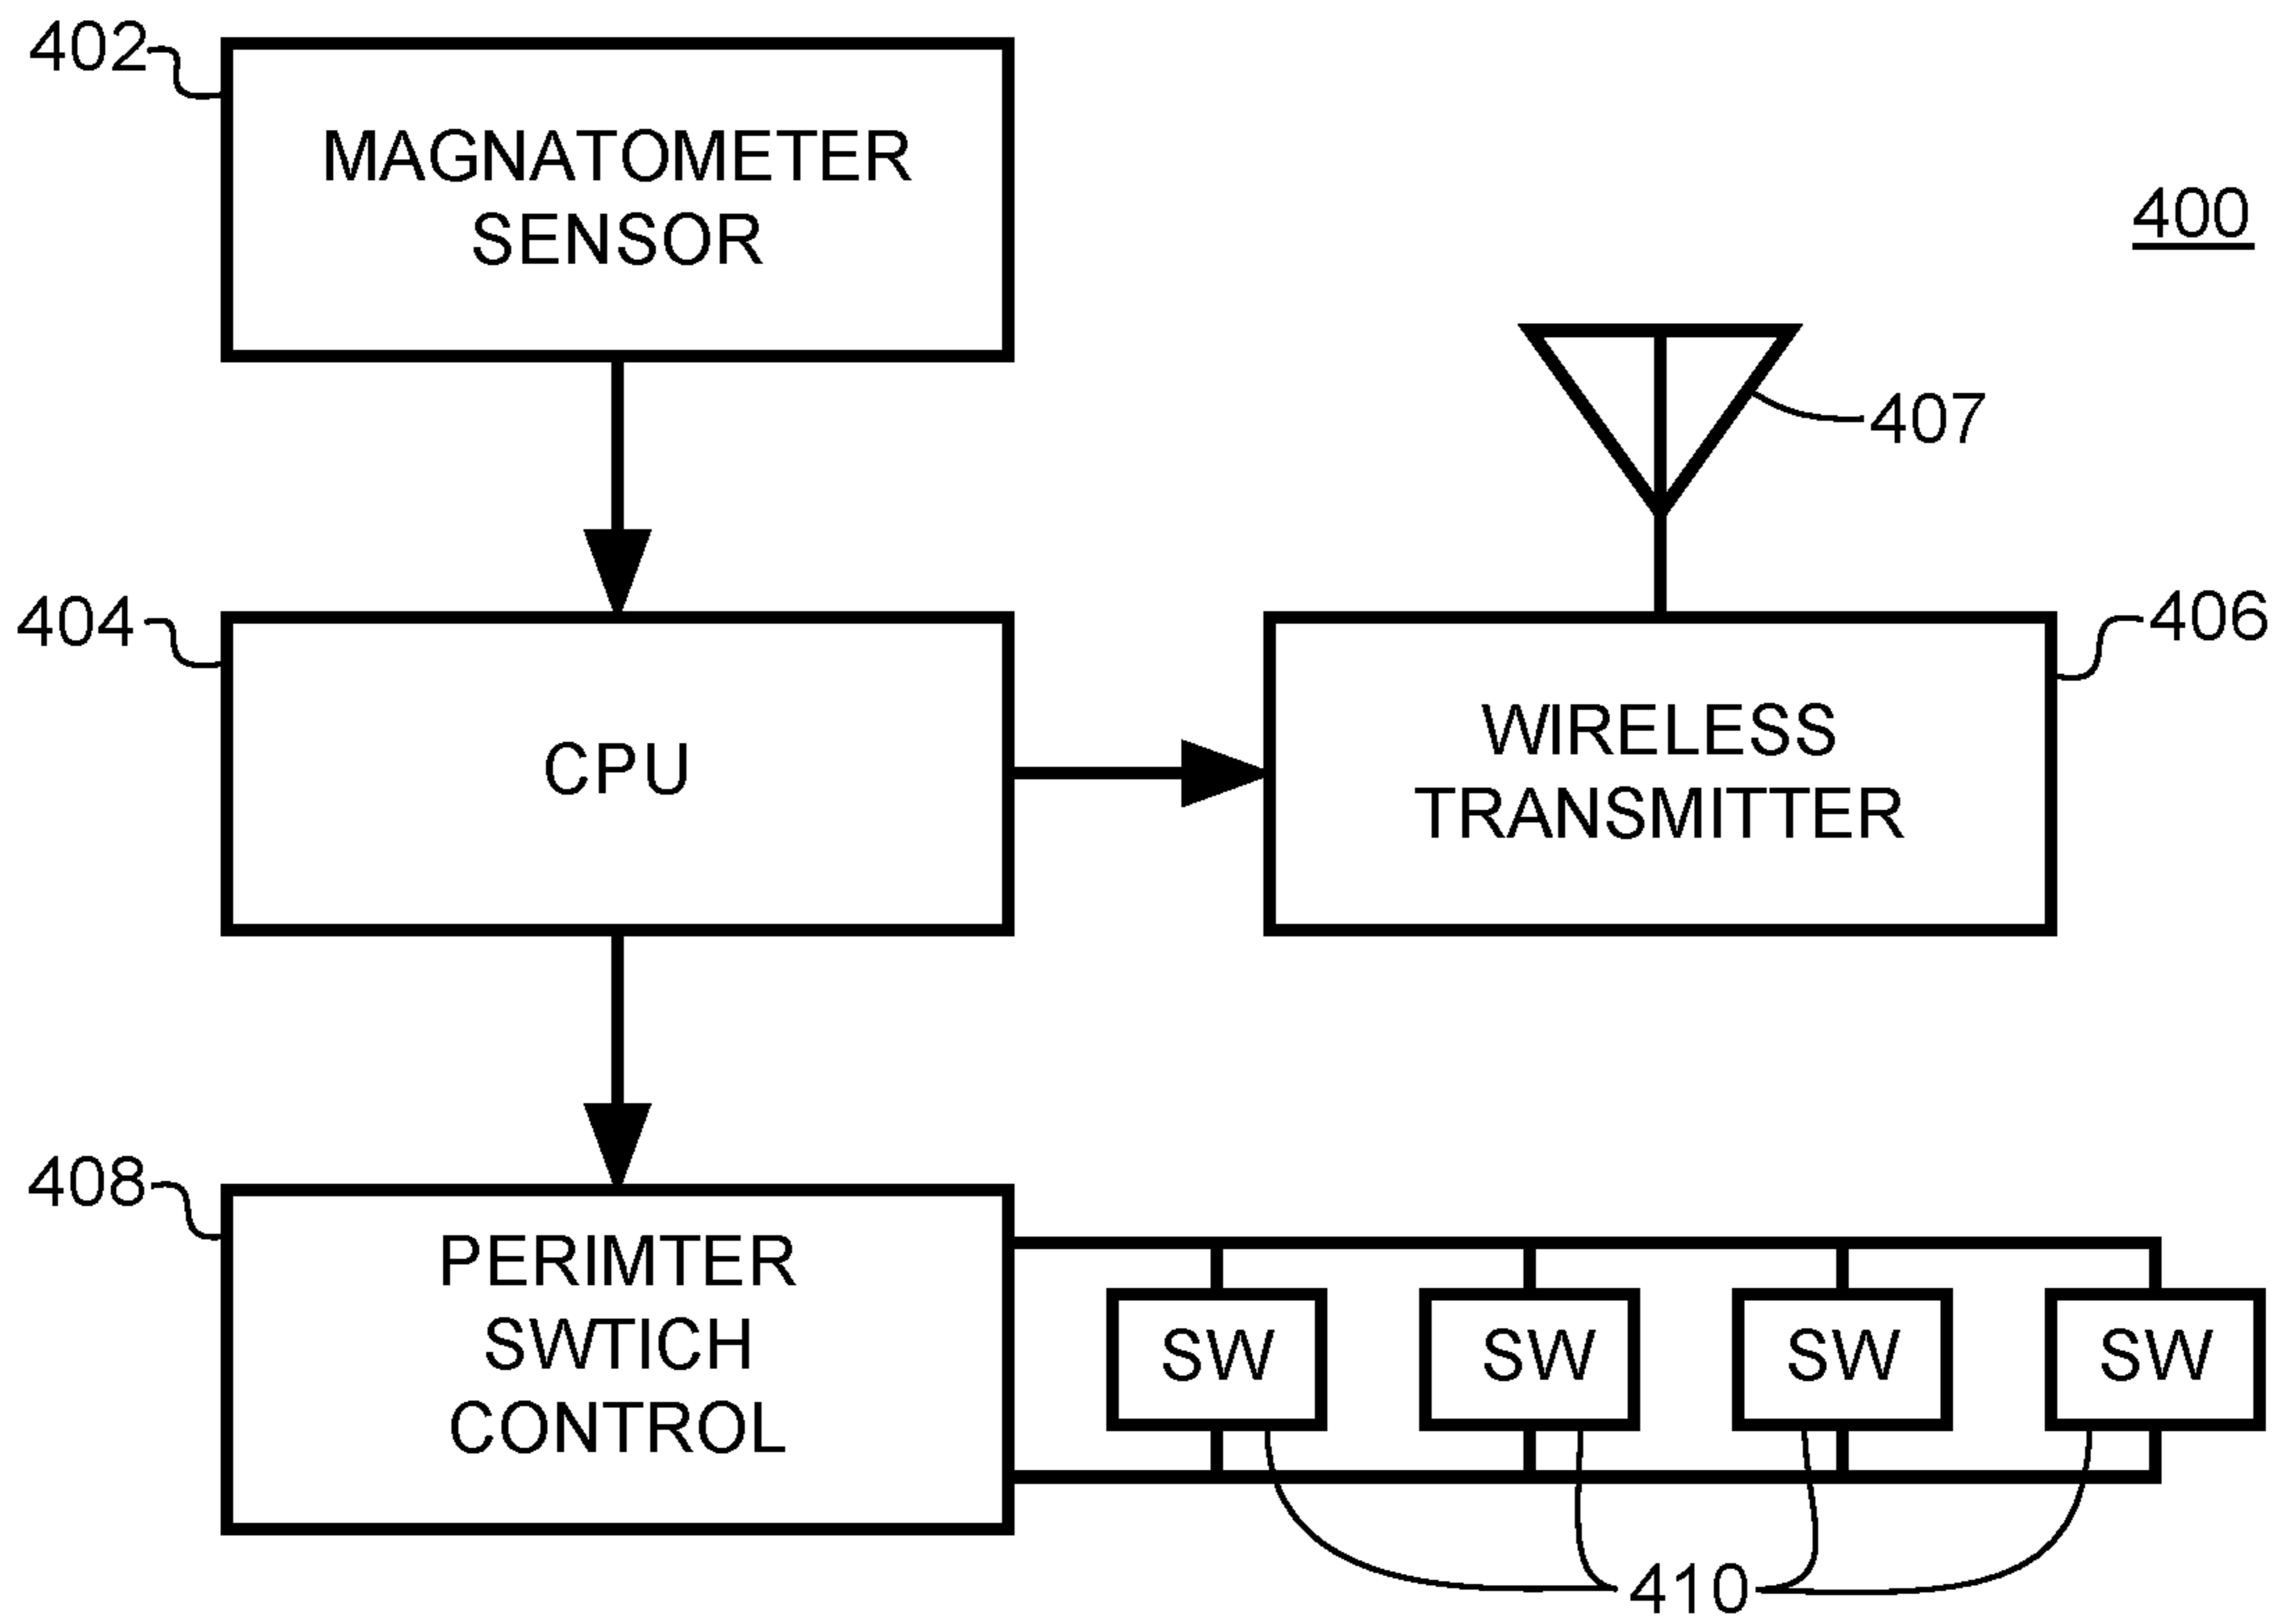 402
MAGNATOMETER
SENSOR
400
407
404
CPU
406
WIRELESS
TRANSMITTER
408
PERIMTER
SWTICH
CONTROL
SW SW SW SW
410